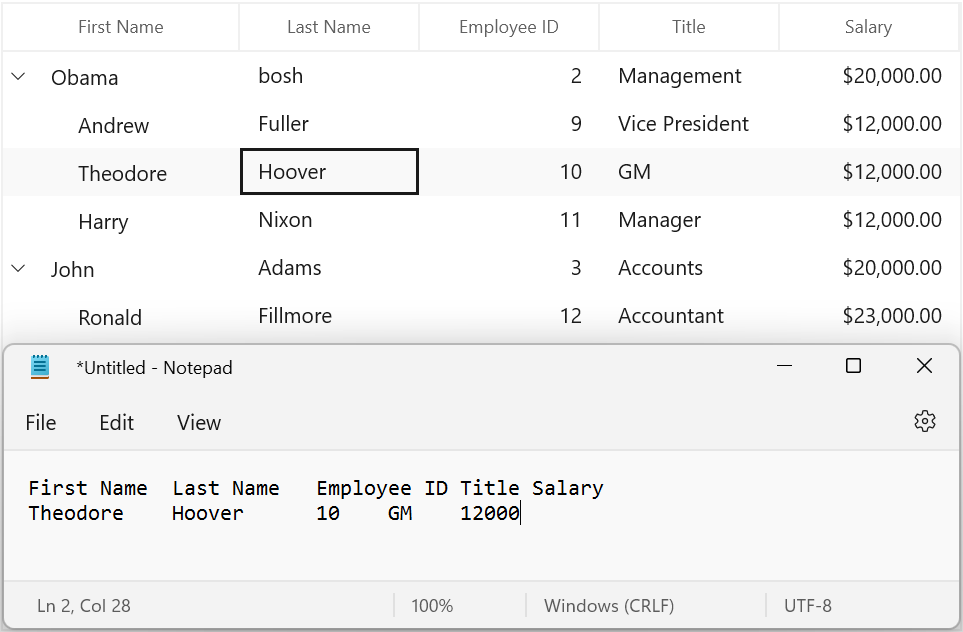 First Name Last Name Employee ID Title Salary
Obama bosh 2 Management $20,000.00
Andrew Fuller 9 Vice President $12,000.00
Theodore Hoover 10 GM $12,000.00
Harry Nixon 11 Manager $12,000.00
John Adams 3 Accounts $20,000.00
Ronald Fillmore 12 Accountant $23,000.00
*Untitled - Notepad
File Edit View
First Name Last Name Employee ID Title Salary
Theodore Hoover 10 GM 12000
Ln 2, Col 28 100% Windows (CRLF) UTF-8